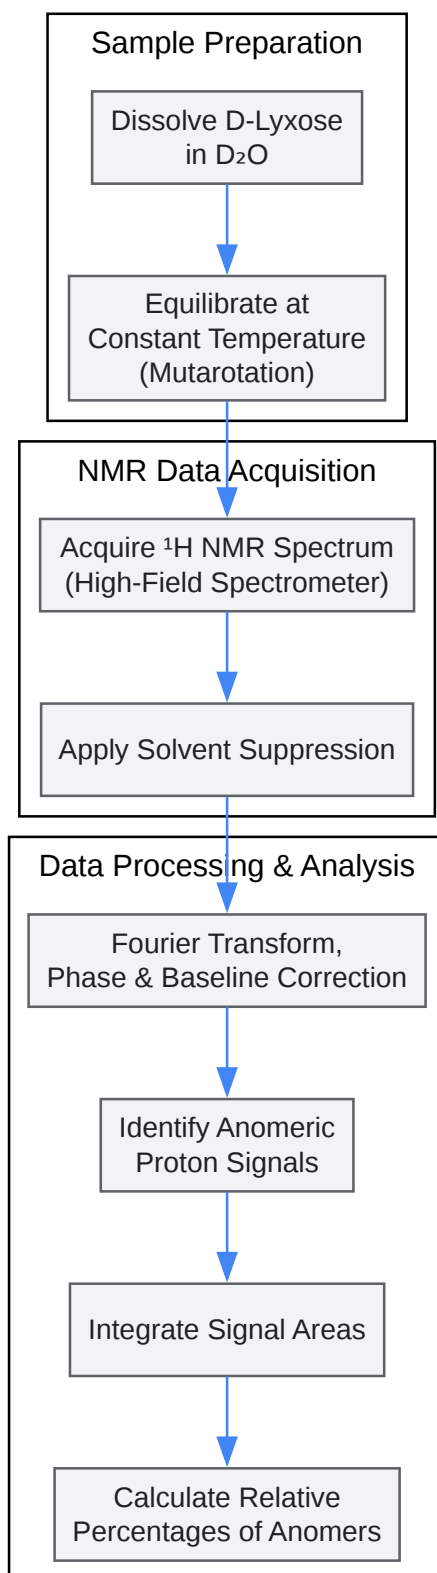 Sample Preparation
Dissolve D-Lyxose
in D₂O
Equilibrate at
Constant Temperature
(Mutarotation)
NMR Data Acquisition
Acquire ¹H NMR Spectrum
(High-Field Spectrometer)
Apply Solvent Suppression
Data Processing & Analysis
Fourier Transform,
Phase & Baseline Correction
Identify Anomeric
Proton Signals
Integrate Signal Areas
Calculate Relative
Percentages of Anomers